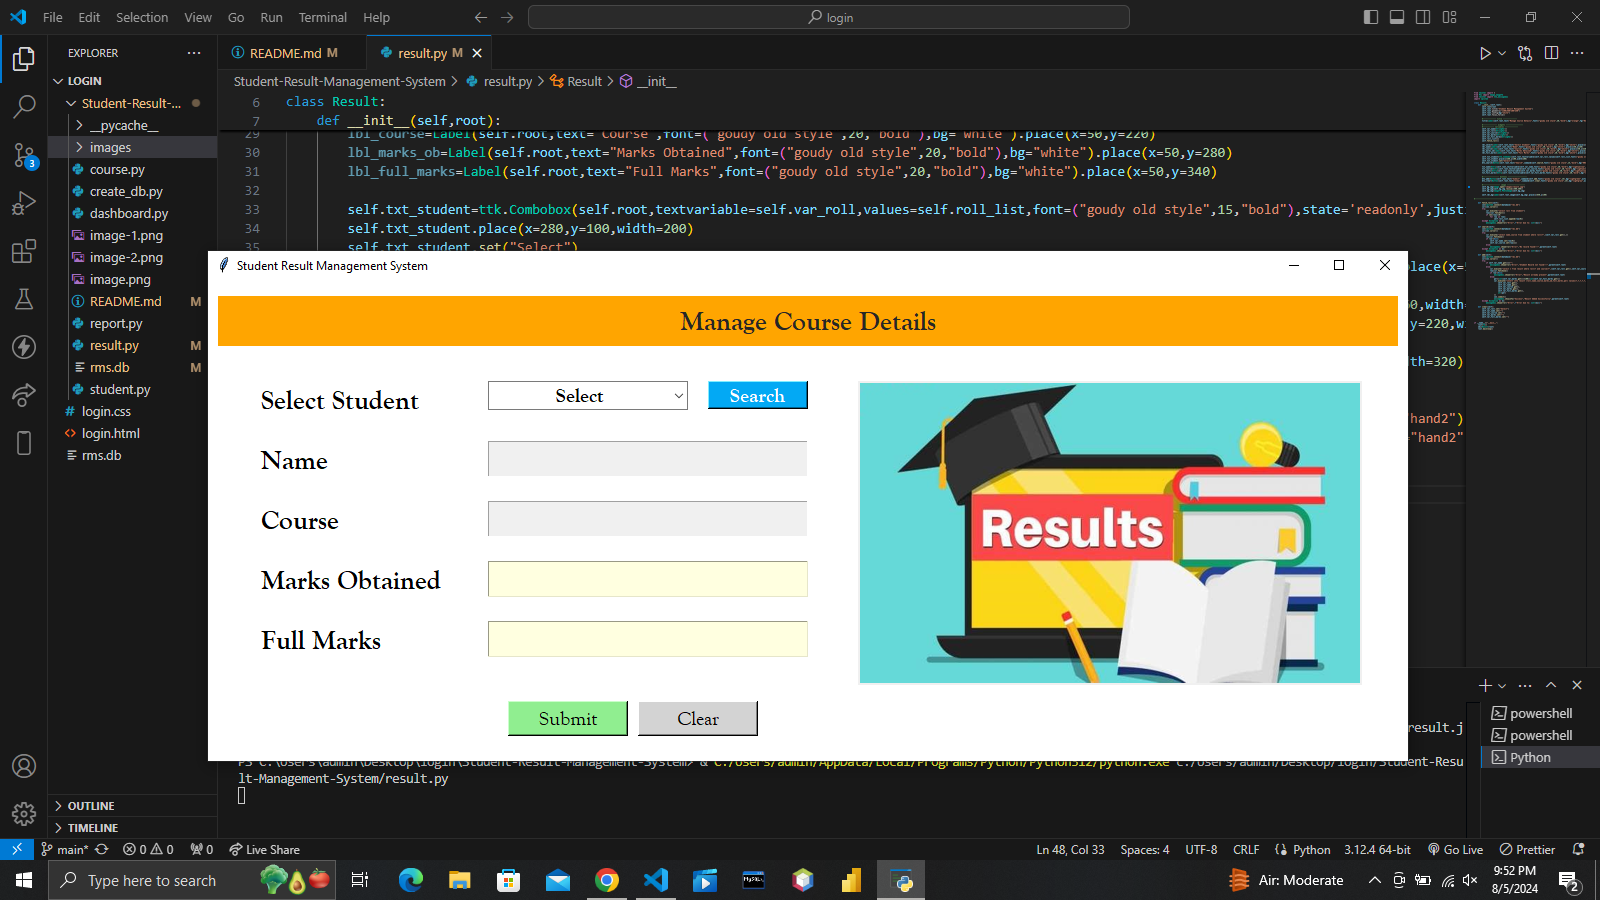 File Edit Selection View Go Run Terminal Help
login
EXPLORER
README.md M
result.py M
LOGIN
Student-Result-Management-System > result.py > Result > __init__
Student-Result-...
__pycache__
images
course.py
create_db.py
dashboard.py
image-1.png
image-2.png
image.png
README.md M
report.py
result.py M
rms.db M
student.py
login.css
login.html
rms.db
6 class Result:
7 def __init__(self,root):
29 lbl_course=Label(self.root,text="Course",font=("goudy old style",20,"bold"),bg="white").place(x=50,y=220)
30 lbl_marks_ob=Label(self.root,text="Marks Obtained",font=("goudy old style",20,"bold"),bg="white").place(x=50,y=280)
31 lbl_full_marks=Label(self.root,text="Full Marks",font=("goudy old style",20,"bold"),bg="white").place(x=50,y=340)
32
33 self.txt_student=ttk.Combobox(self.root,textvariable=self.var_roll,values=self.roll_list,font=("goudy old style",15,"bold"),state='readonly',justi
34 self.txt_student.place(x=280,y=100,width=200)
35 self.txt_student.set("Select")
Student Result Management System
Manage Course Details
Select Student
Select
Search
Name
Course
Marks Obtained
Full Marks
Submit
Clear
Results
place(x=5
0,width=
y=220,wi
th=320)
"hand2")
="hand2"
powershell
powershell
Python
result.j
PS C:\Users\admin\Desktop\login\Student-Result-Management-System> & C:/Users/admin/AppData/Local/Programs/Python/Python312/python.exe c:/Users/admin/Desktop/login/Student-Resu
lt-Management-System/result.py
OUTLINE
TIMELINE
3
main* 0 0 0 Live Share
Ln 48, Col 33 Spaces: 4 UTF-8 CRLF Python 3.12.4 64-bit Go Live Prettier
Type here to search
MySQL
Air: Moderate
9:52 PM
8/5/2024
2